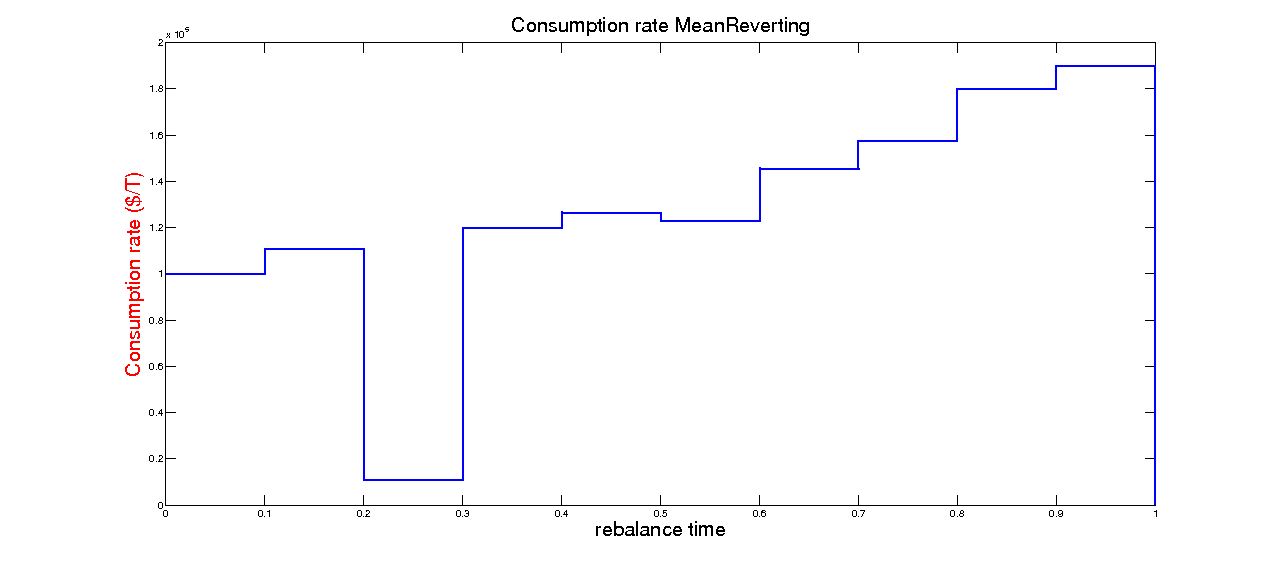 Consumption rate MeanReverting
x 10^5
2
1.8
1.6
1.4
1.2
1
0.8
0.6
0.4
0.2
0
Consumption rate ($/T)
0 0.1 0.2 0.3 0.4 0.5 0.6 0.7 0.8 0.9 1
rebalance time